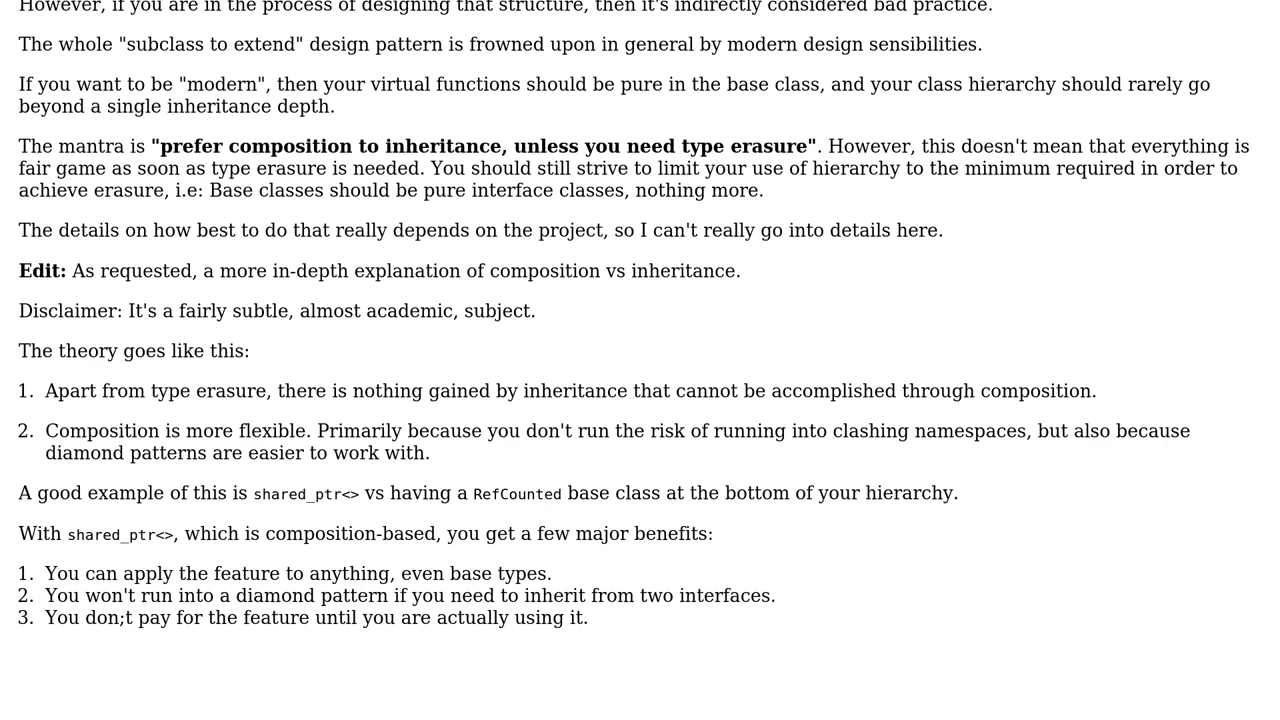 However, if you are in the process of designing that structure, then it's indirectly considered bad practice.
The whole "subclass to extend" design pattern is frowned upon in general by modern design sensibilities.
If you want to be "modern", then your virtual functions should be pure in the base class, and your class hierarchy should rarely go
beyond a single inheritance depth.
The mantra is "prefer composition to inheritance, unless you need type erasure". However, this doesn't mean that everything is
fair game as soon as type erasure is needed. You should still strive to limit your use of hierarchy to the minimum required in order to
achieve erasure, i.e: Base classes should be pure interface classes, nothing more.
The details on how best to do that really depends on the project, so I can't really go into details here.
Edit: As requested, a more in-depth explanation of composition vs inheritance.
Disclaimer: It's a fairly subtle, almost academic, subject.
The theory goes like this:
1. Apart from type erasure, there is nothing gained by inheritance that cannot be accomplished through composition.
2. Composition is more flexible. Primarily because you don't run the risk of running into clashing namespaces, but also because
diamond patterns are easier to work with.
A good example of this is shared_ptr<> vs having a RefCounted base class at the bottom of your hierarchy.
With shared_ptr<>, which is composition-based, you get a few major benefits:
1. You can apply the feature to anything, even base types.
2. You won't run into a diamond pattern if you need to inherit from two interfaces.
3. You don;t pay for the feature until you are actually using it.